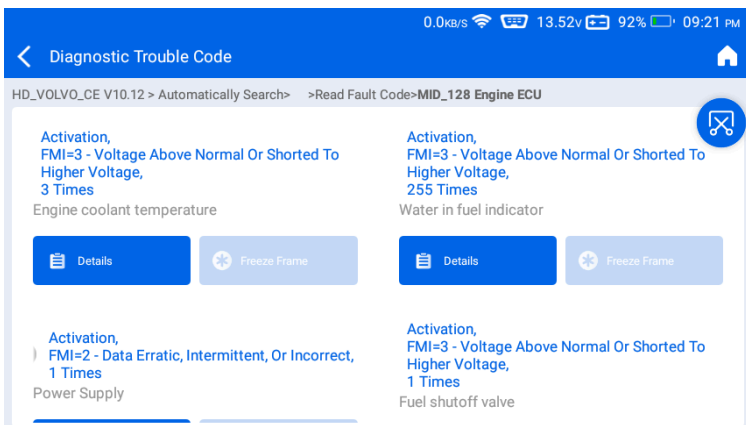 0.0KB/S 13.52V 92% 09:21 PM
Diagnostic Trouble Code
HD_VOLVO_CE V10.12 > Automatically Search> >Read Fault Code>MID_128 Engine ECU
Activation,
FMI=3 - Voltage Above Normal Or Shorted To
Higher Voltage,
3 Times
Engine coolant temperature
Details
Freeze Frame
Activation,
FMI=3 - Voltage Above Normal Or Shorted To
Higher Voltage,
255 Times
Water in fuel indicator
Details
Freeze Frame
Activation,
FMI=2 - Data Erratic, Intermittent, Or Incorrect,
1 Times
Power Supply
Activation,
FMI=3 - Voltage Above Normal Or Shorted To
Higher Voltage,
1 Times
Fuel shutoff valve